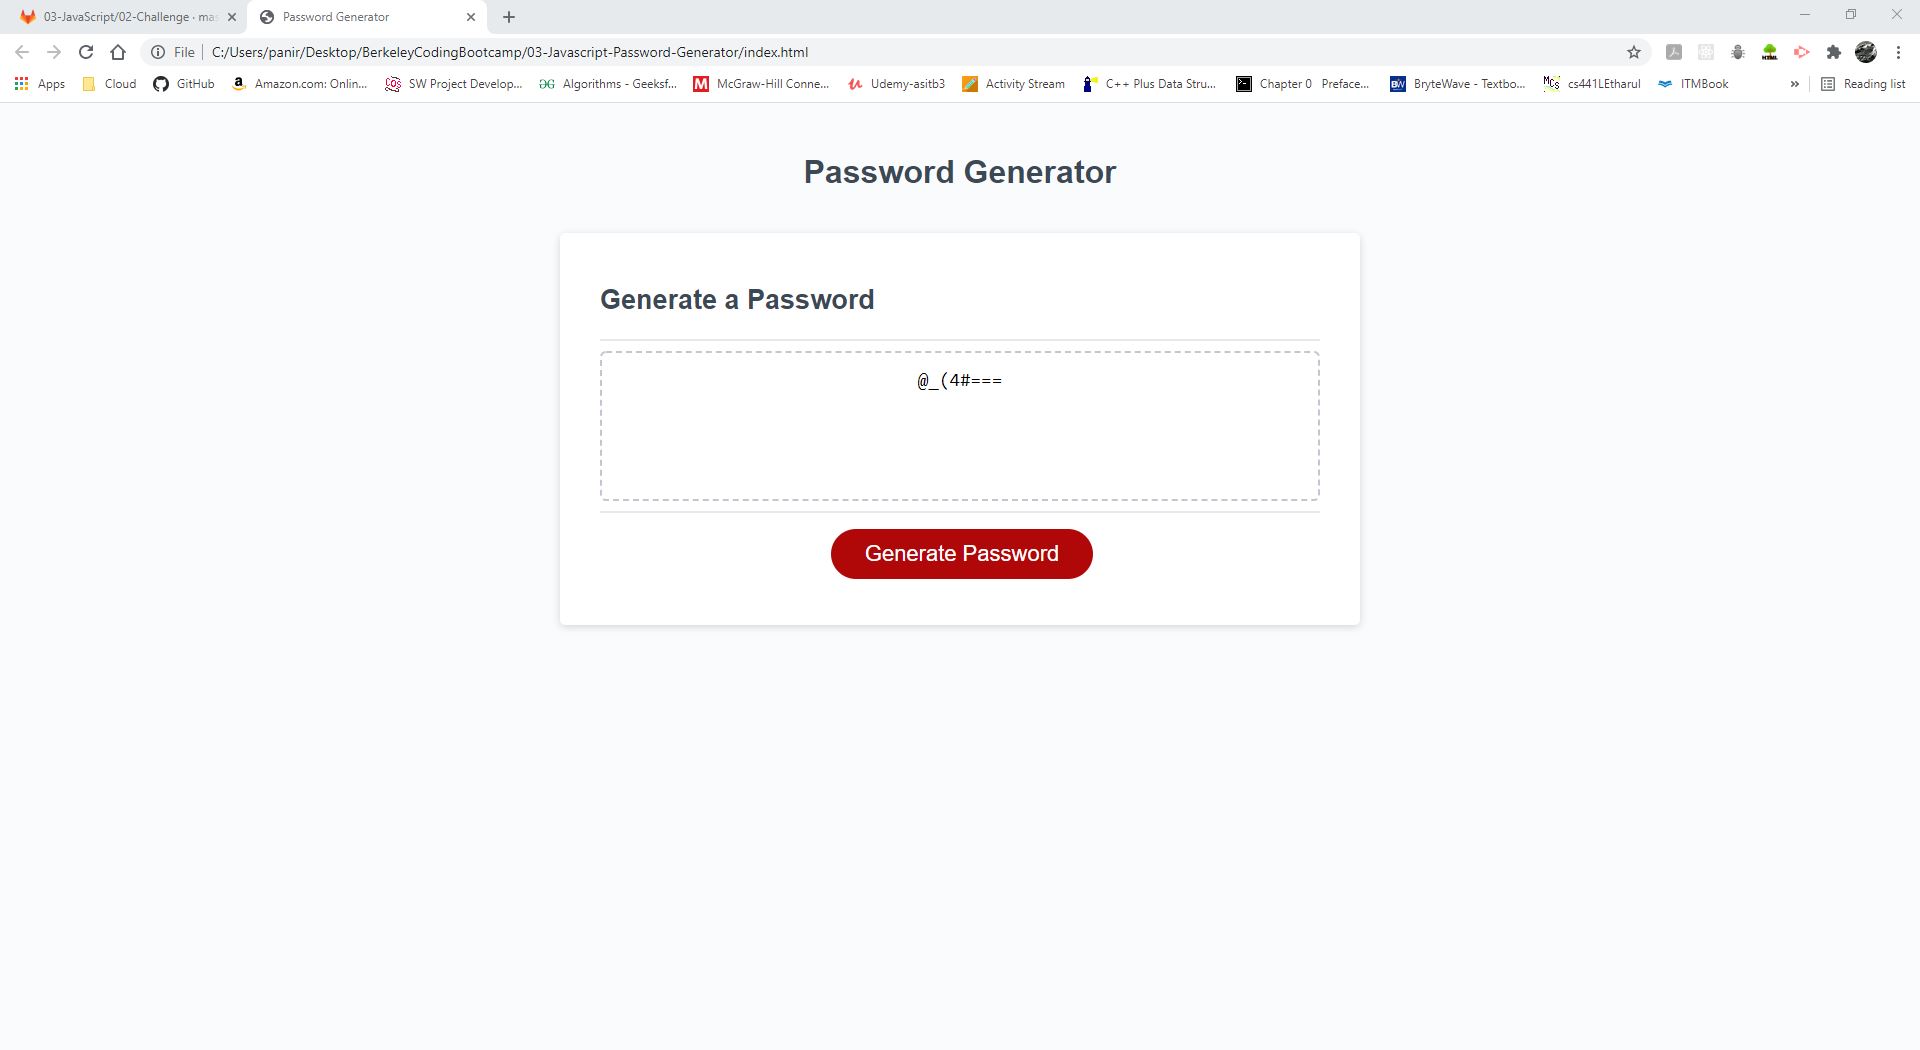 03-JavaScript/02-Challenge · mas
Password Generator
File
C:/Users/panir/Desktop/BerkeleyCodingBootcamp/03-Javascript-Password-Generator/index.html
Apps
Cloud
GitHub
Amazon.com: Onlin...
SW Project Develop...
Algorithms - Geeksf...
McGraw-Hill Conne...
Udemy-asitb3
Activity Stream
C++ Plus Data Stru...
Chapter 0 Preface...
BryteWave - Textbo...
cs441LEtharul
ITMBook
»
Reading list
Password Generator
Generate a Password
@_(4#===
Generate Password